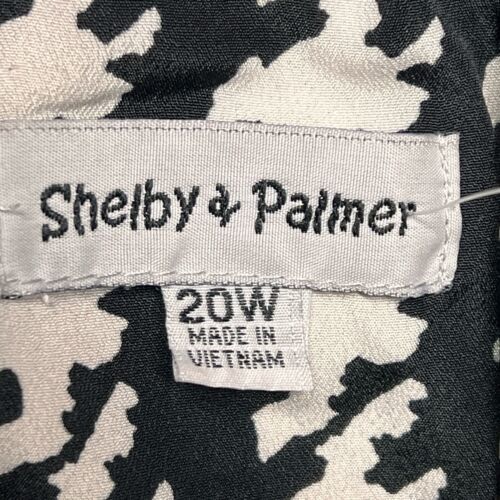 Shelby & Palmer
20W
MADE IN
VIETNAM